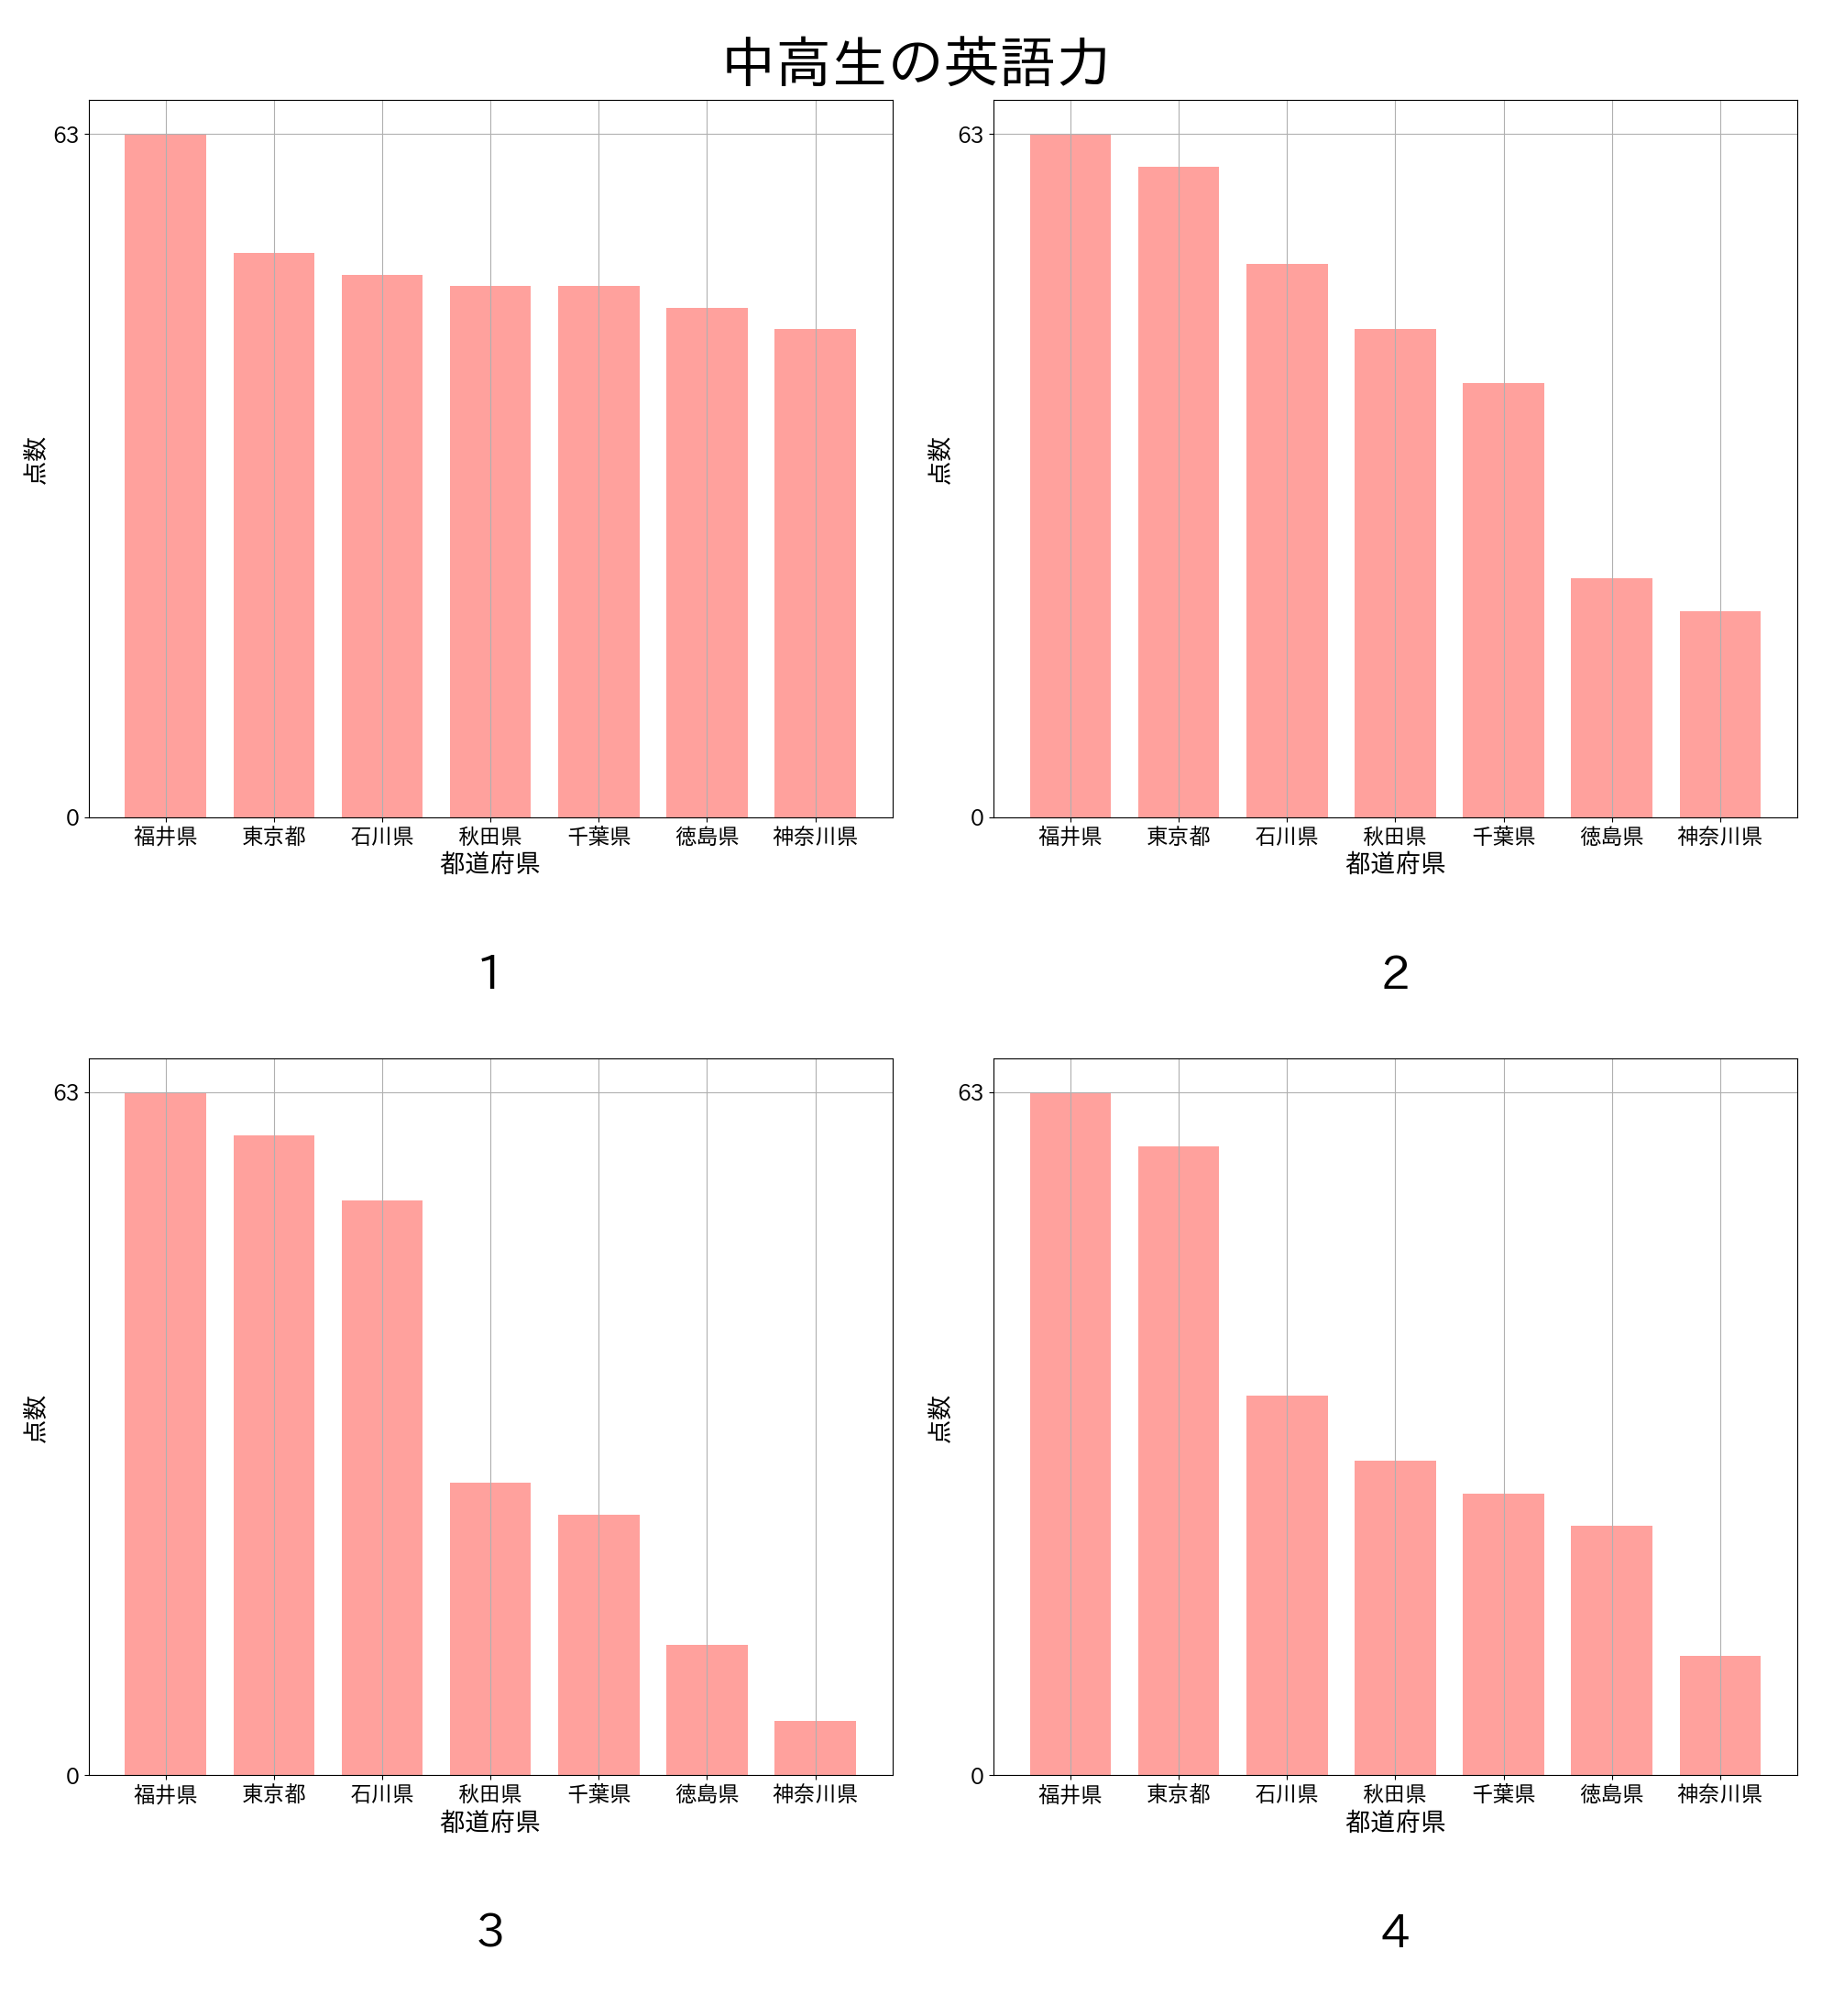 中高生の英語力
63
0
点数
福井県 東京都 石川県 秋田県 千葉県 徳島県 神奈川県
都道府県
1
63
0
点数
福井県 東京都 石川県 秋田県 千葉県 徳島県 神奈川県
都道府県
2
63
0
点数
福井県 東京都 石川県 秋田県 千葉県 徳島県 神奈川県
都道府県
3
63
0
点数
福井県 東京都 石川県 秋田県 千葉県 徳島県 神奈川県
都道府県
4